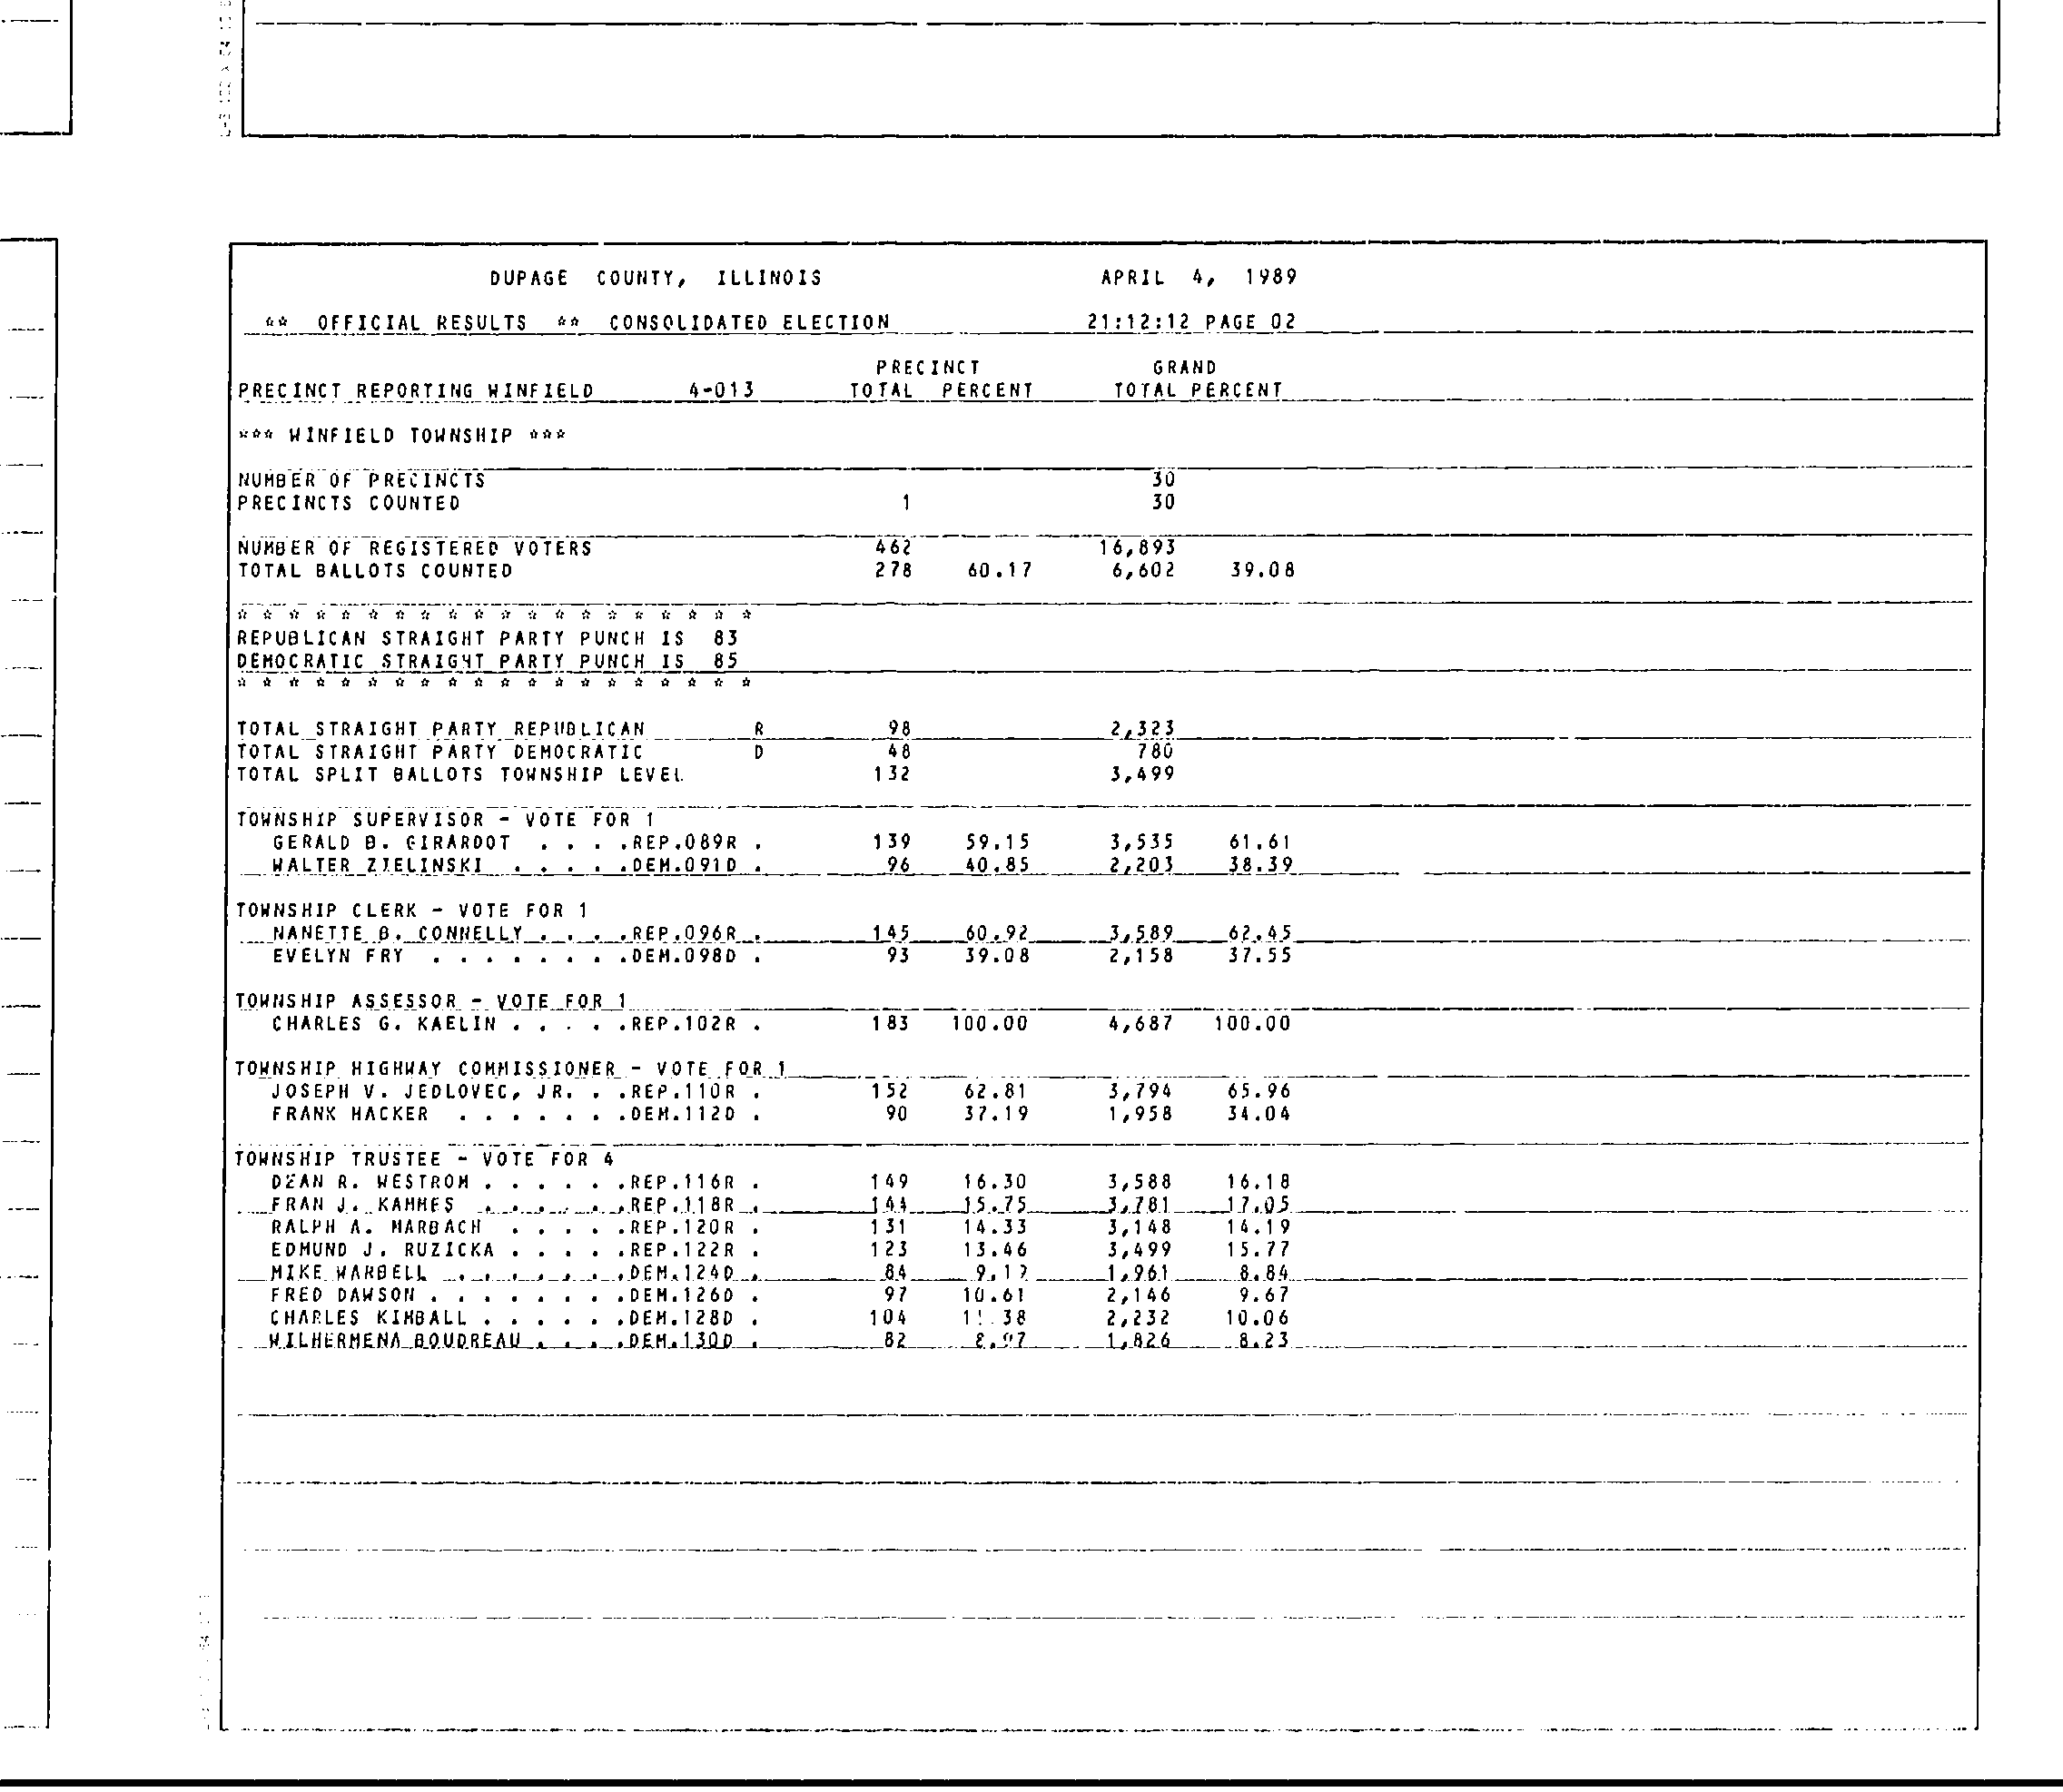 DUPAGE COUNTY, ILLINOIS APRIL 4, 1989
** OFFICIAL RESULTS ** CONSOLIDATED ELECTION 21:12:12 PAGE 02
PRECINCT GRAND
PRECINCT REPORTING WINFIELD 4-013 TOTAL PERCENT TOTAL PERCENT
*** WINFIELD TOWNSHIP ***
NUMBER OF PRECINCTS 30
PRECINCTS COUNTED 1 30
NUMBER OF REGISTERED VOTERS 462 16,893
TOTAL BALLOTS COUNTED 278 60.17 6,602 39.08
* * * * * * * * * * * * * * * * * * * *
REPUBLICAN STRAIGHT PARTY PUNCH IS 83
DEMOCRATIC STRAIGHT PARTY PUNCH IS 85
* * * * * * * * * * * * * * * * * * * *
TOTAL STRAIGHT PARTY REPUBLICAN R 98 2,323
TOTAL STRAIGHT PARTY DEMOCRATIC D 48 780
TOTAL SPLIT BALLOTS TOWNSHIP LEVEL 132 3,499
TOWNSHIP SUPERVISOR - VOTE FOR 1
GERALD B. GIRARDOT . . . .REP.089R . 139 59.15 3,535 61.61
WALTER ZIELINSKI . . . . .DEM.091D . 96 40.85 2,203 38.39
TOWNSHIP CLERK - VOTE FOR 1
NANETTE B. CONNELLY . . . .REP.096R . 145 60.92 3,589 62.45
EVELYN FRY . . . . . . . .DEM.098D . 93 39.08 2,158 37.55
TOWNSHIP ASSESSOR - VOTE FOR 1
CHARLES G. KAELIN . . . . .REP.102R . 183 100.00 4,687 100.00
TOWNSHIP HIGHWAY COMMISSIONER - VOTE FOR 1
JOSEPH V. JEDLOVEC, JR. . .REP.110R . 152 62.81 3,794 65.96
FRANK HACKER . . . . . . .DEM.112D . 90 37.19 1,958 34.04
TOWNSHIP TRUSTEE - VOTE FOR 4
DEAN R. WESTROM . . . . . .REP.116R . 149 16.30 3,588 16.18
FRAN J. KAMMES . . . . . .REP.118R . 144 15.75 3,781 17.05
RALPH A. MARBACH . . . . .REP.120R . 131 14.33 3,148 14.19
EDMUND J. RUZICKA . . . . .REP.122R . 123 13.46 3,499 15.77
MIKE WARBELL . . . . . . .DEM.124D . 84 9.19 1,961 8.84
FRED DAWSON . . . . . . . .DEM.126D . 97 10.61 2,146 9.67
CHARLES KIMBALL . . . . . .DEM.128D . 104 11.38 2,232 10.06
WILHERMENA BOUDREAU . . . .DEM.130D . 82 8.97 1,826 8.23